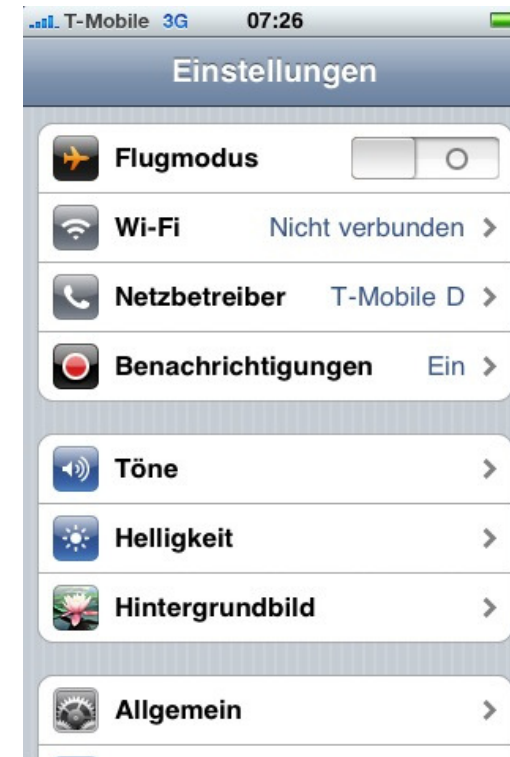 T-Mobile 3G 07:26
Einstellungen
Flugmodus
Wi-Fi Nicht verbunden
Netzbetreiber T-Mobile D
Benachrichtigungen Ein
Töne
Helligkeit
Hintergrundbild
Allgemein